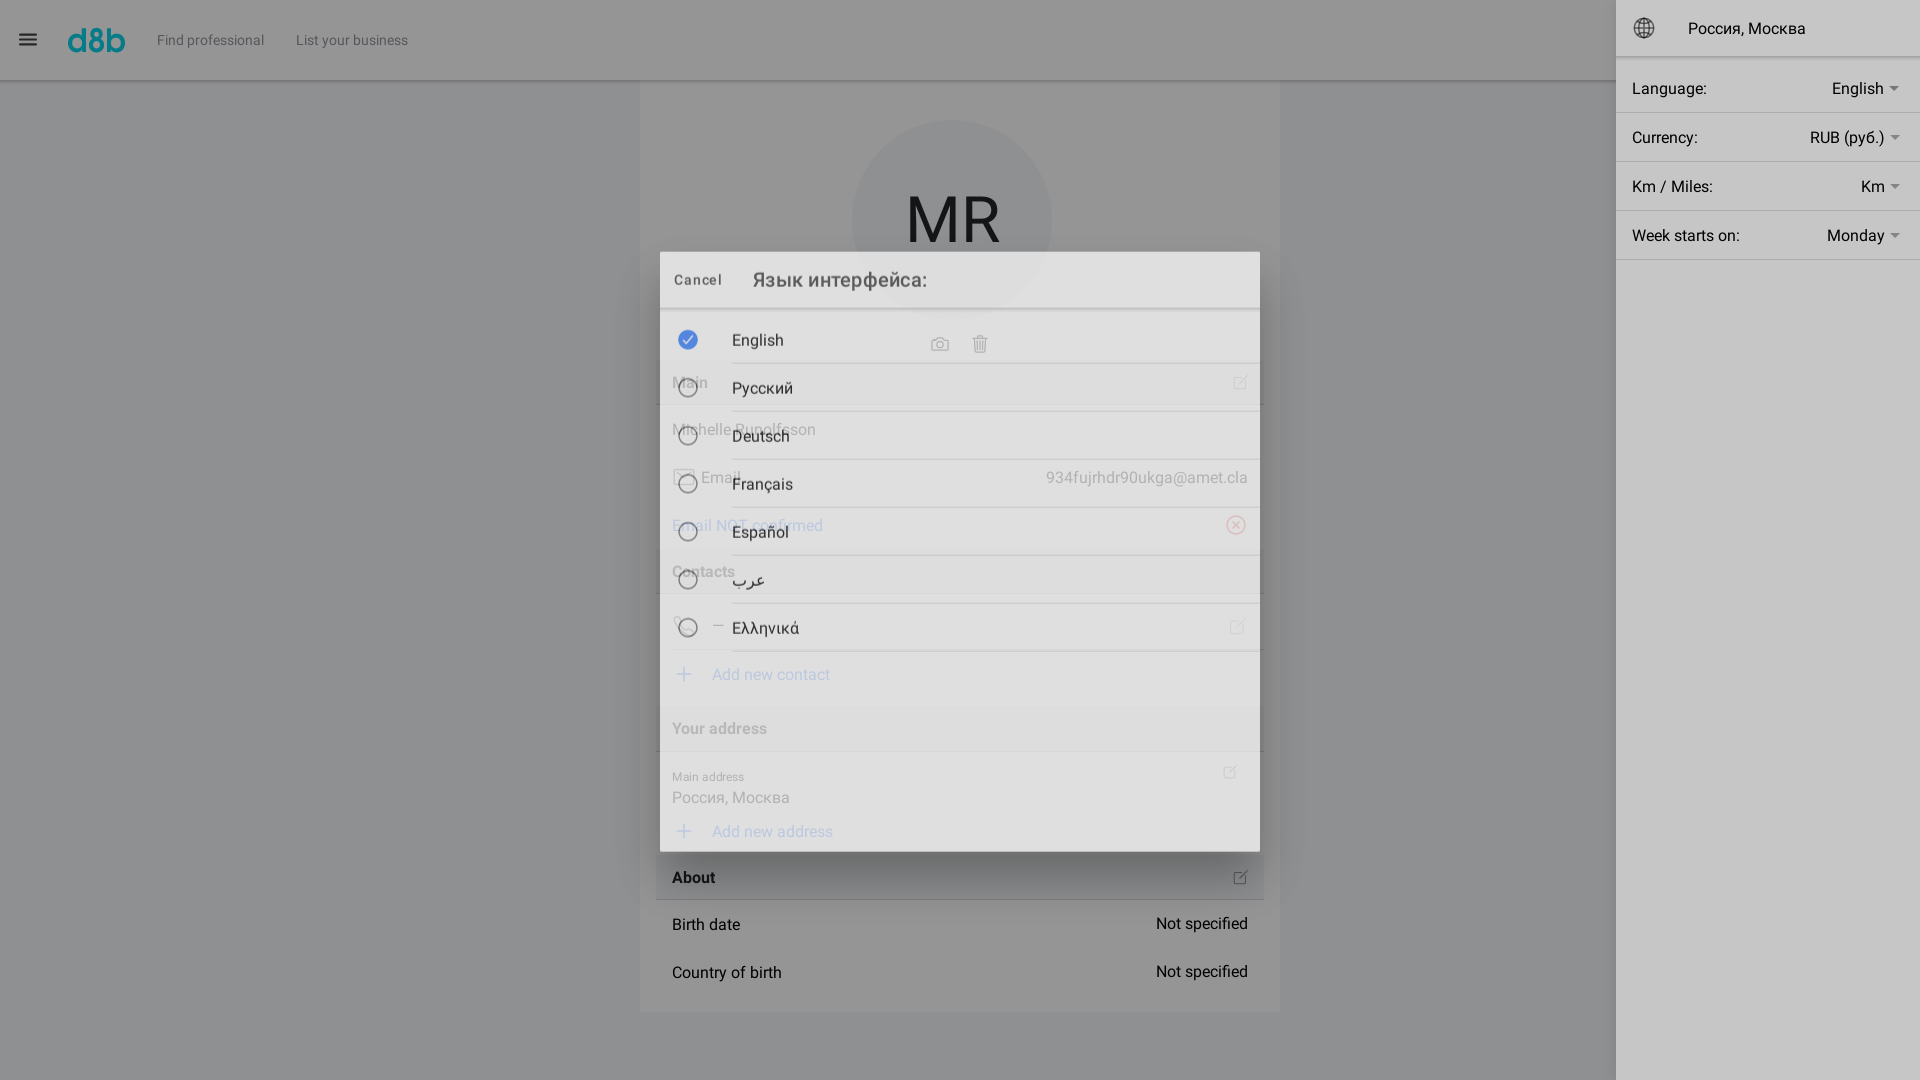 d8b
Find professional
List your business
Россия, Москва
Language:
English
Currency:
RUB (руб.)
Km / Miles:
Km
Week starts on:
Monday
MR
Cancel
Язык интерфейса:
English
Main
Русский
Michelle Runolfsson
Deutsch
Email
934fujrhdr90ukga@amet.cla
Français
Email NOT confirmed
Español
Contacts
عرب
–
Ελληνικά
Add new contact
Your address
Main address
Россия, Москва
Add new address
About
Birth date
Not specified
Country of birth
Not specified